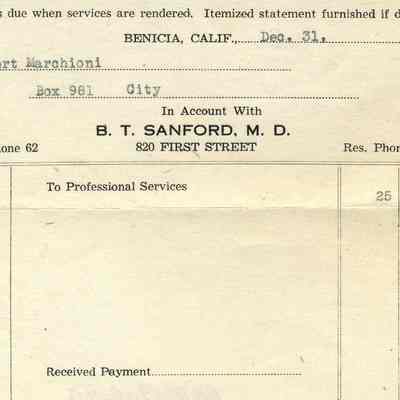 s due when services are rendered. Itemized statement furnished if d
BENICIA, CALIF., Dec. 31,
ert Marchioni
Box 981 City
In Account With
B. T. SANFORD, M. D.
one 62 820 FIRST STREET Res. Phon
To Professional Services
25
Received Payment